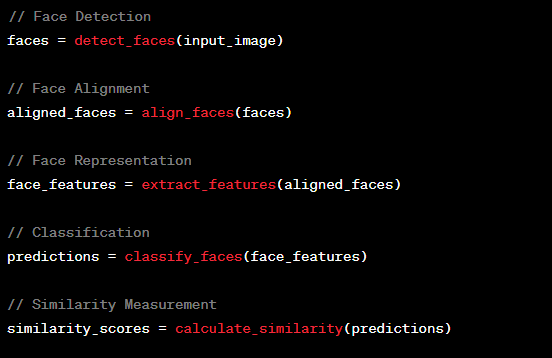 // Face Detection
faces = detect_faces(input_image)
// Face Alignment
aligned_faces = align_faces(faces)
// Face Representation
face_features = extract_features(aligned_faces)
// Classification
predictions = classify_faces(face_features)
// Similarity Measurement
similarity_scores = calculate_similarity(predictions)